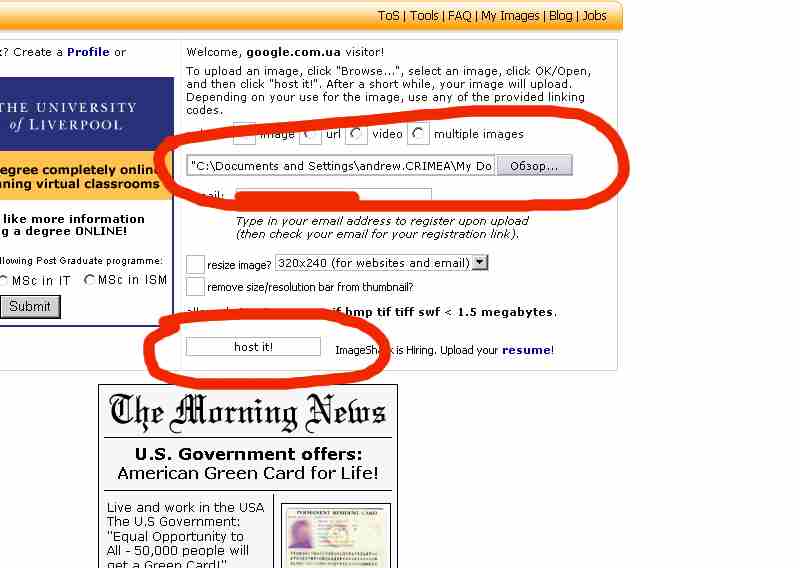 ToS | Tools | FAQ | My Images | Blog | Jobs
? Create a Profile or
Welcome, google.com.ua visitor!
To upload an image, click "Browse...", select an image, click OK/Open,
and then click "host it!". After a short while, your image will upload.
Depending on your use for the image, use any of the provided linking
codes.
THE UNIVERSITY
of LIVERPOOL
image url video multiple images
"C:\Documents and Settings\andrew.CRIMEA\My Do Обзор...
egree completely online
ning virtual classrooms
Type in your email address to register upon upload
(then check your email for your registration link).
like more information
g a degree ONLINE!
resize image? 320x240 (for websites and email)
llowing Post Graduate programme:
MSc in IT MSc in ISM
remove size/resolution bar from thumbnail?
Submit
if bmp tif tiff swf < 1.5 megabytes.
host it!
ImageShack is Hiring. Upload your resume!
The Morning News
U.S. Government offers:
American Green Card for Life!
Live and work in the USA
The U.S Government:
"Equal Opportunity to
All - 50,000 people will
get a Green Card!"
PERMANENT RESIDENT CARD